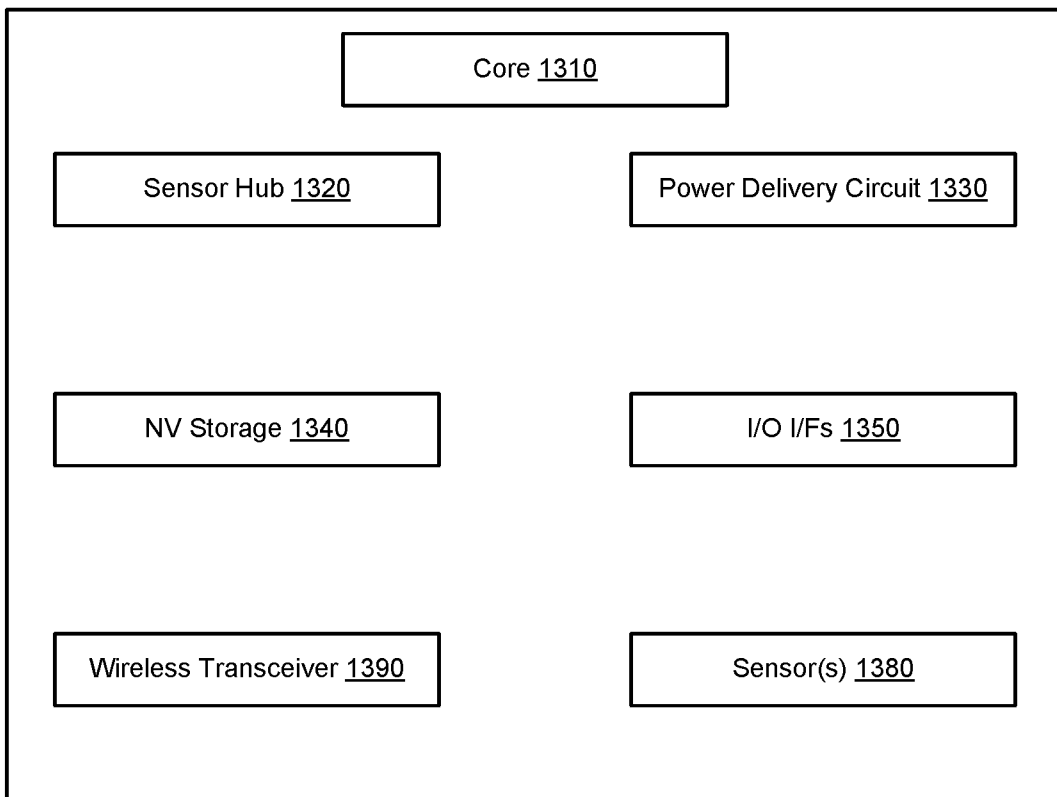 Core 1310
Sensor Hub 1320
Power Delivery Circuit 1330
NV Storage 1340
I/O I/Fs 1350
Wireless Transceiver 1390
Sensor(s) 1380